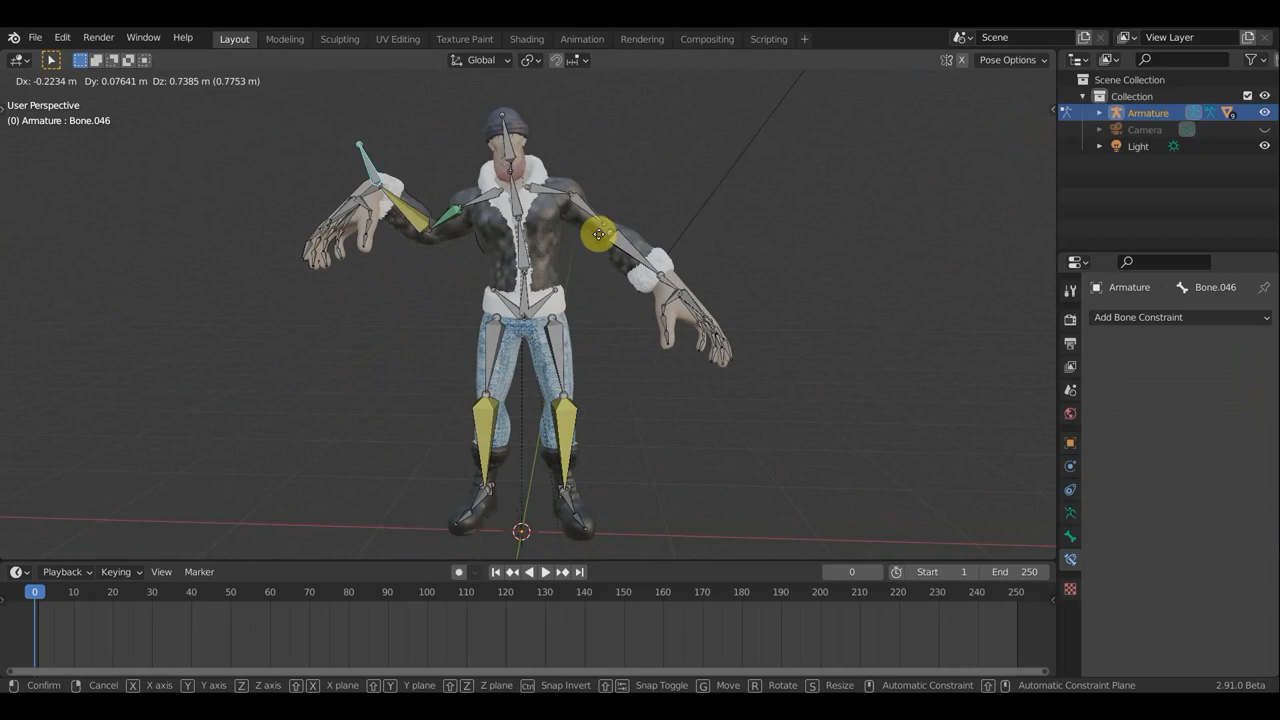 File Edit Render Window Help Layout Modeling Sculpting UV Editing Texture Paint Shading Animation Rendering Compositing Scripting + Scene View Layer
Global X Pose Options
Dx: -0.2234 m Dy: 0.07641 m Dz: 0.7385 m (0.7753 m)
Scene Collection
User Perspective
Collection
(0) Armature : Bone.046
Armature 9
Camera
Light
Armature Bone.046
Add Bone Constraint
Playback Keying View Marker 0 Start 1 End 250
0 10 20 30 40 50 60 70 80 90 100 110 120 130 140 150 160 170 180 190 200 210 220 230 240 250
Confirm Cancel X X axis Y Y axis Z Z axis X X plane Y Y plane Z Z plane Ctrl Snap Invert Snap Toggle G Move R Rotate S Resize Automatic Constraint Automatic Constraint Plane 2.91.0 Beta